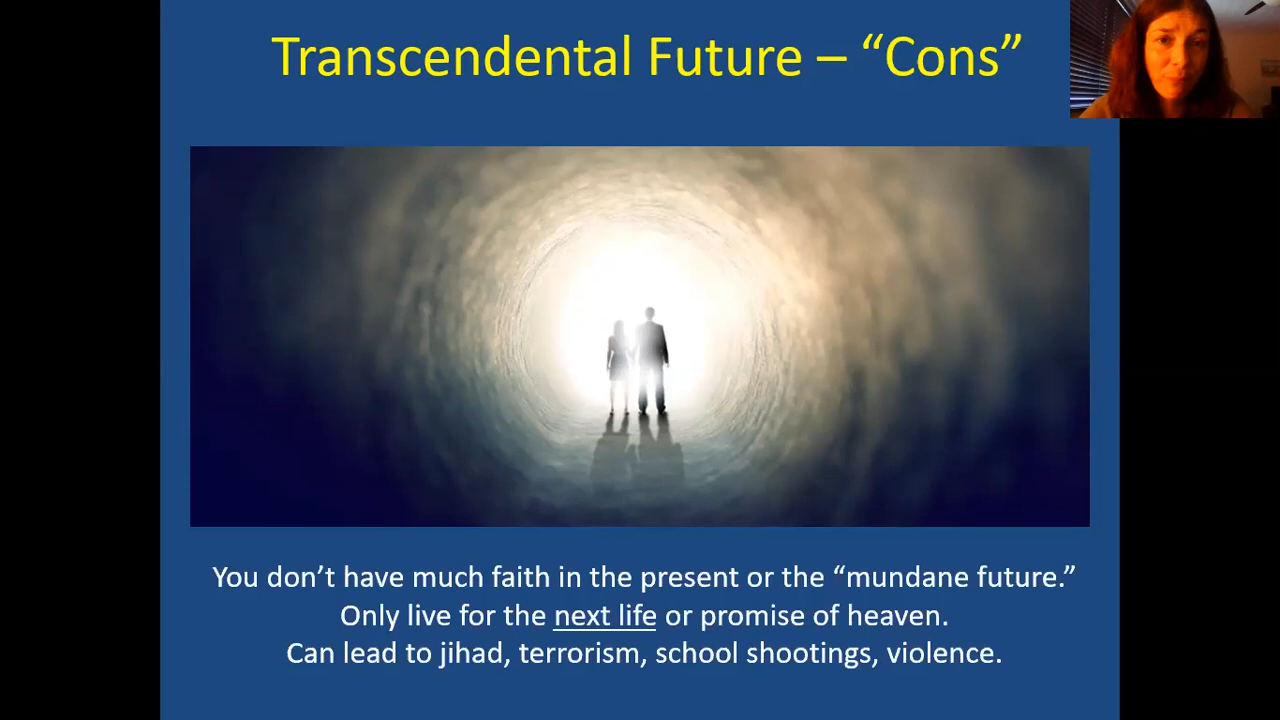 Transcendental Future – “Cons”
You don’t have much faith in the present or the “mundane future.”
Only live for the next life or promise of heaven.
Can lead to jihad, terrorism, school shootings, violence.